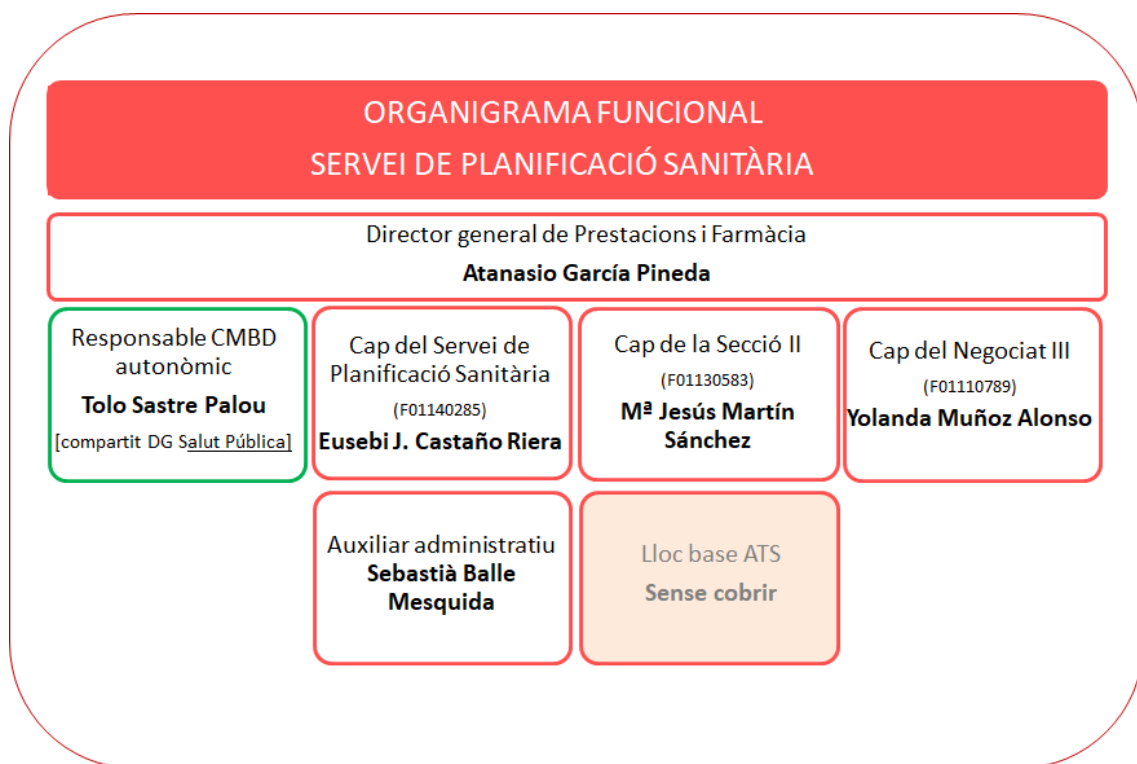 ORGANIGRAMA FUNCIONAL
SERVEI DE PLANIFICACIÓ SANITÀRIA
Director general de Prestacions i Farmàcia
Atanasio García Pineda
Responsable CMBD
autonòmic
Tolo Sastre Palou
[compartit DG Salut Pública]
Cap del Servei de
Planificació Sanitària
(F01140285)
Eusebi J. Castaño Riera
Cap de la Secció II
(F01130583)
Mª Jesús Martín
Sánchez
Cap del Negociat III
(F01110789)
Yolanda Muñoz Alonso
Auxiliar administratiu
Sebastià Balle
Mesquida
Lloc base ATS
Sense cobrir